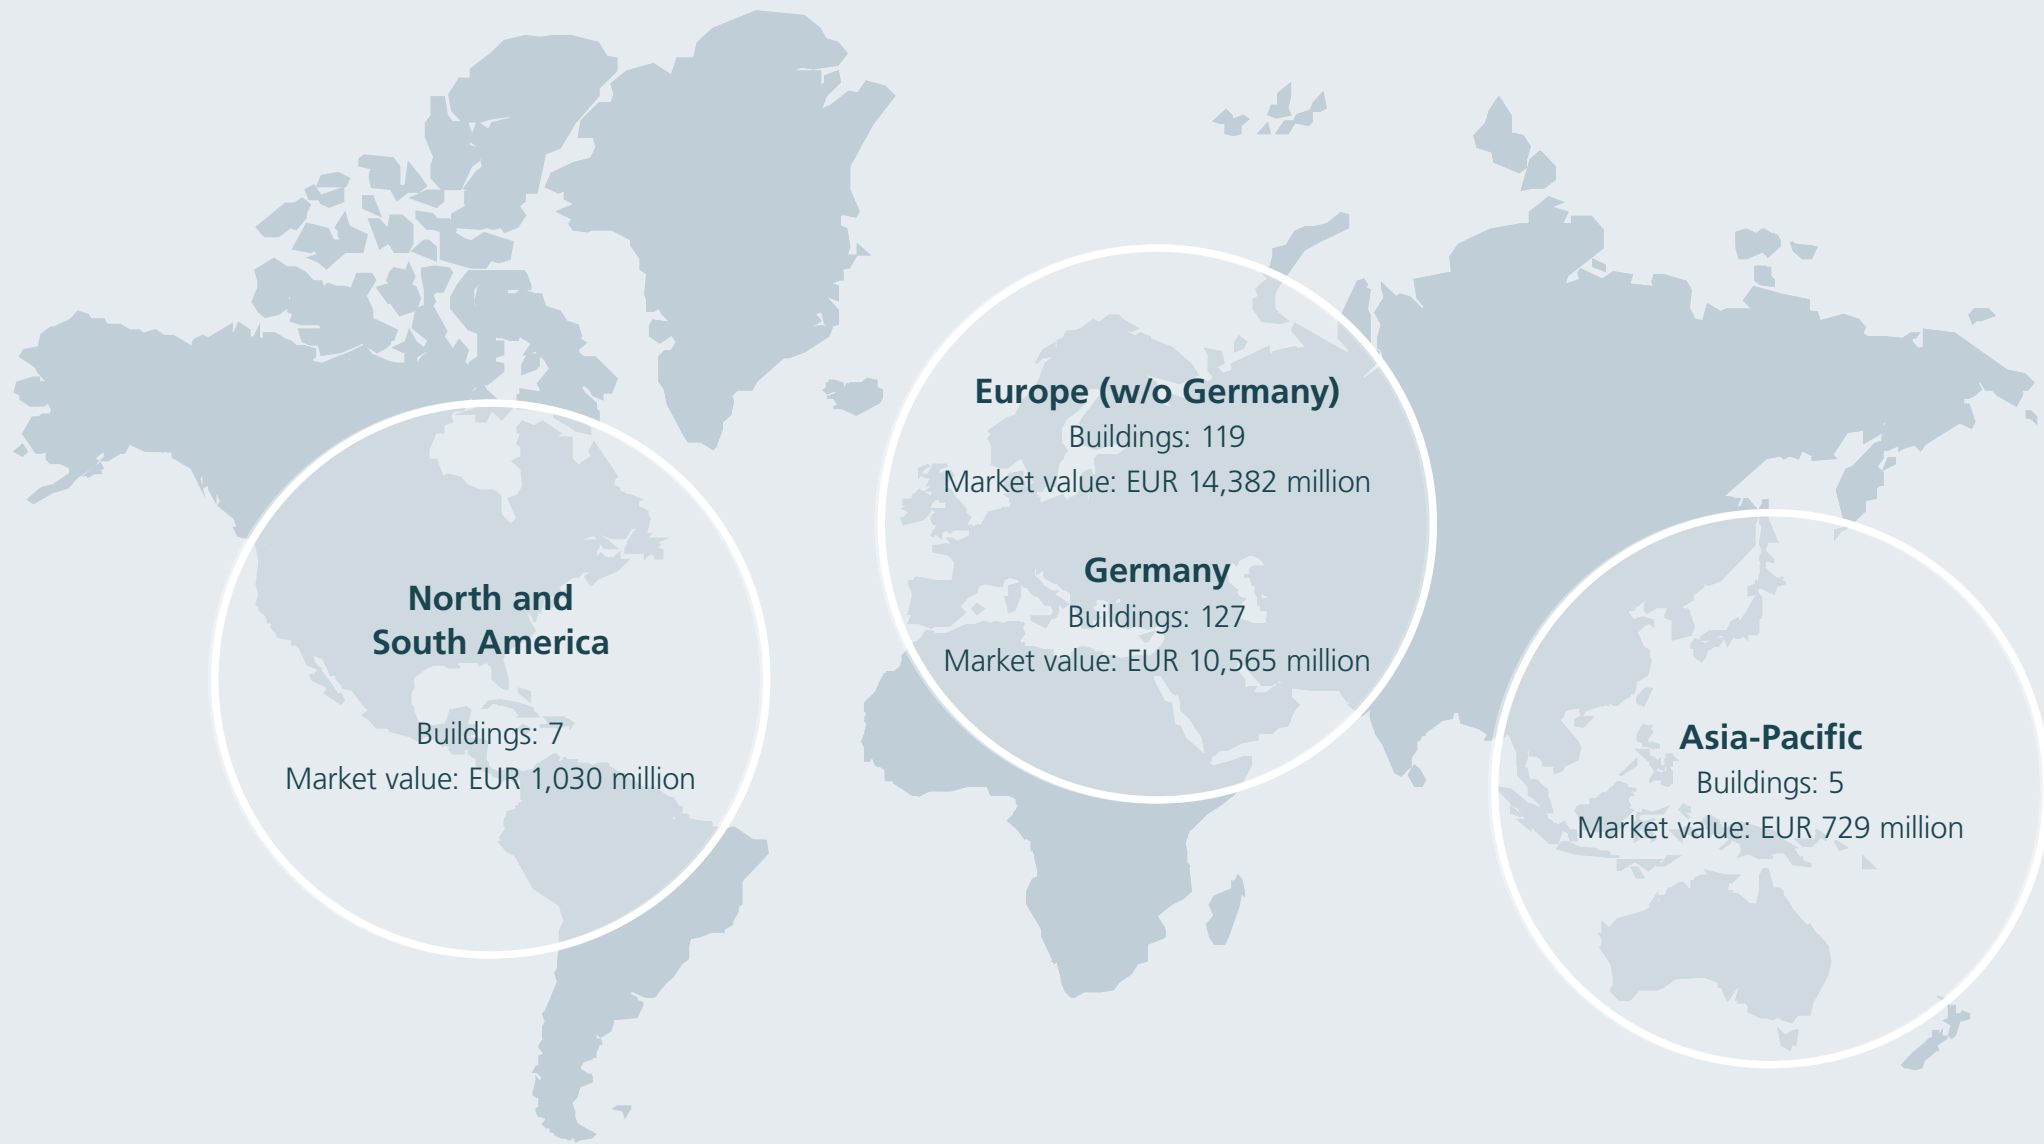 Europe (w/o Germany)
Buildings: 119
Market value: EUR 14,382 million
Germany
Buildings: 127
Market value: EUR 10,565 million
North and
South America
Buildings: 7
Market value: EUR 1,030 million
Asia-Pacific
Buildings: 5
Market value: EUR 729 million